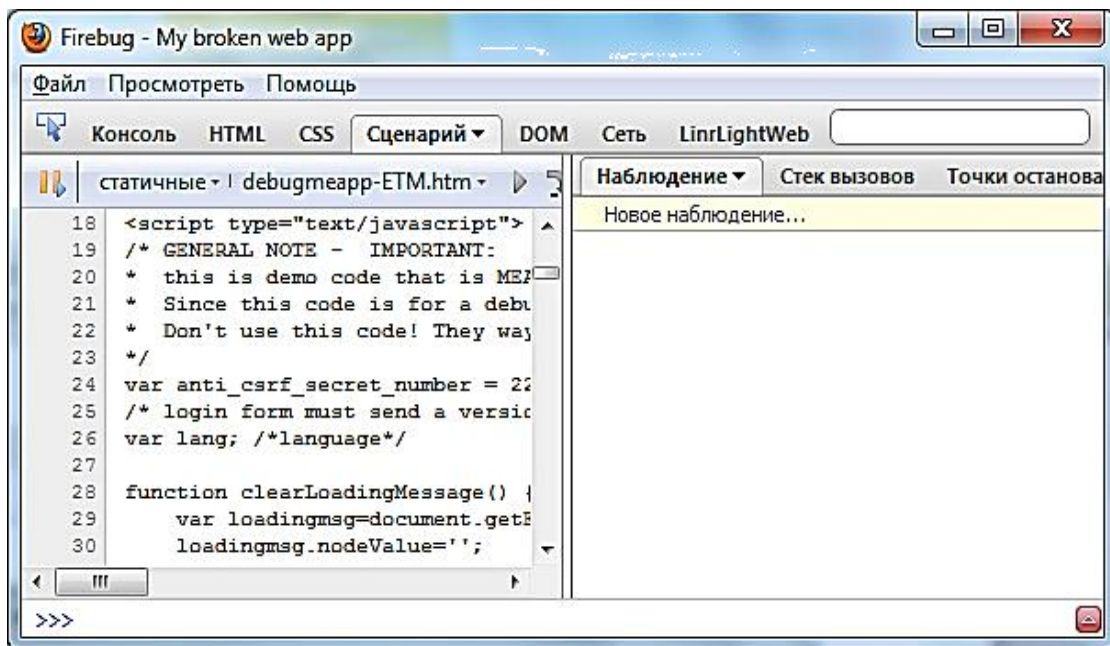 Firebug - My broken web app
Файл Просмотреть Помощь
Консоль HTML CSS Сценарий DOM Сеть LinrLightWeb
статичные debugmeapp-ETM.htm
Наблюдение Стек вызовов Точки останова
Новое наблюдение...
18 <script type="text/javascript">
19 /* GENERAL NOTE - IMPORTANT:
20 * this is demo code that is
21 * Since this code is for a debu
22 * Don't use this code! They way
23 */
24 var anti_csrf_secret_number = 22
25 /* login form must send a versio
26 var lang; /*language*/
27
28 function clearLoadingMessage() {
29 var loadingmsg=document.getE
30 loadingmsg.nodeValue='';
>>>